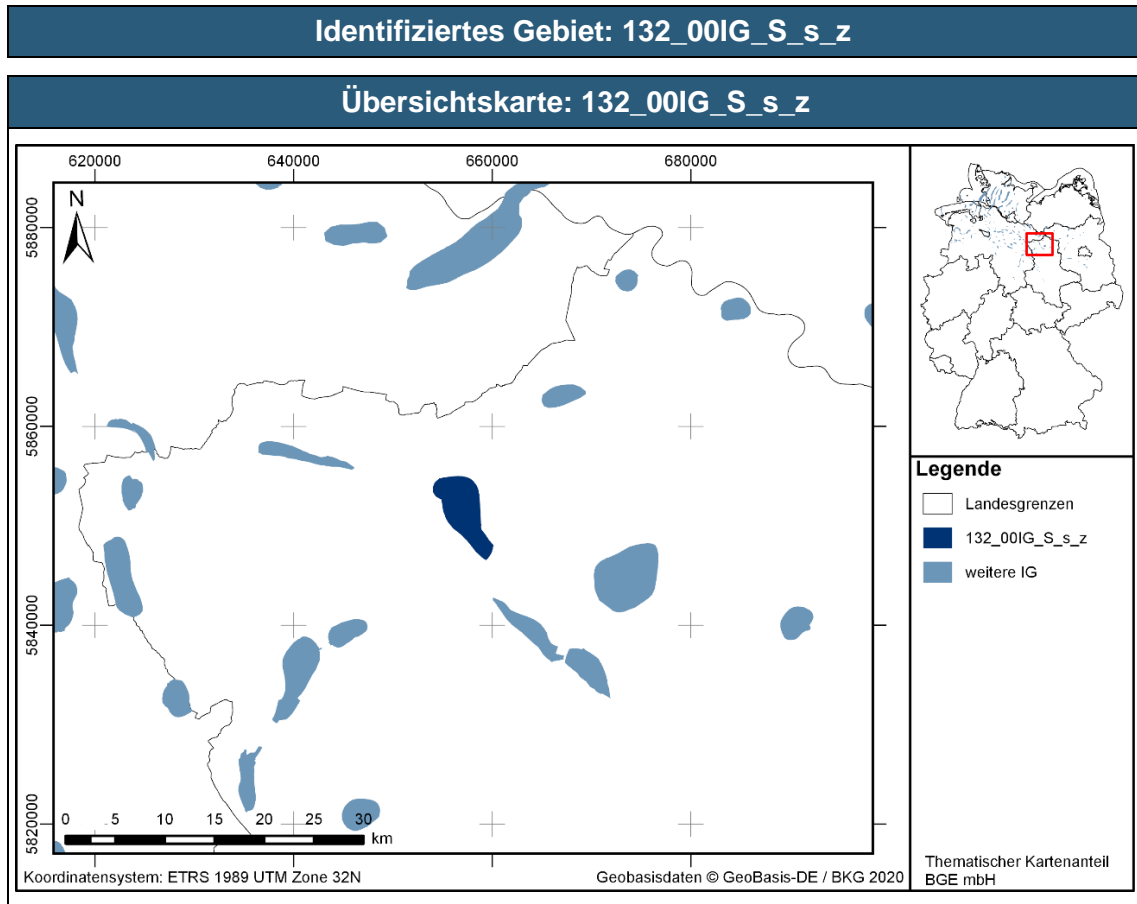 Identifiziertes Gebiet: 132_00IG_S_s_z
Übersichtskarte: 132_00IG_S_s_z
620000 640000 660000 680000
N
5880000
5860000
5840000
5820000
0 5 10 15 20 25 30
km
Koordinatensystem: ETRS 1989 UTM Zone 32N
Geobasisdaten © GeoBasis-DE / BKG 2020
Legende
Landesgrenzen
132_00IG_S_s_z
weitere IG
Thematischer Kartenanteil
BGE mbH